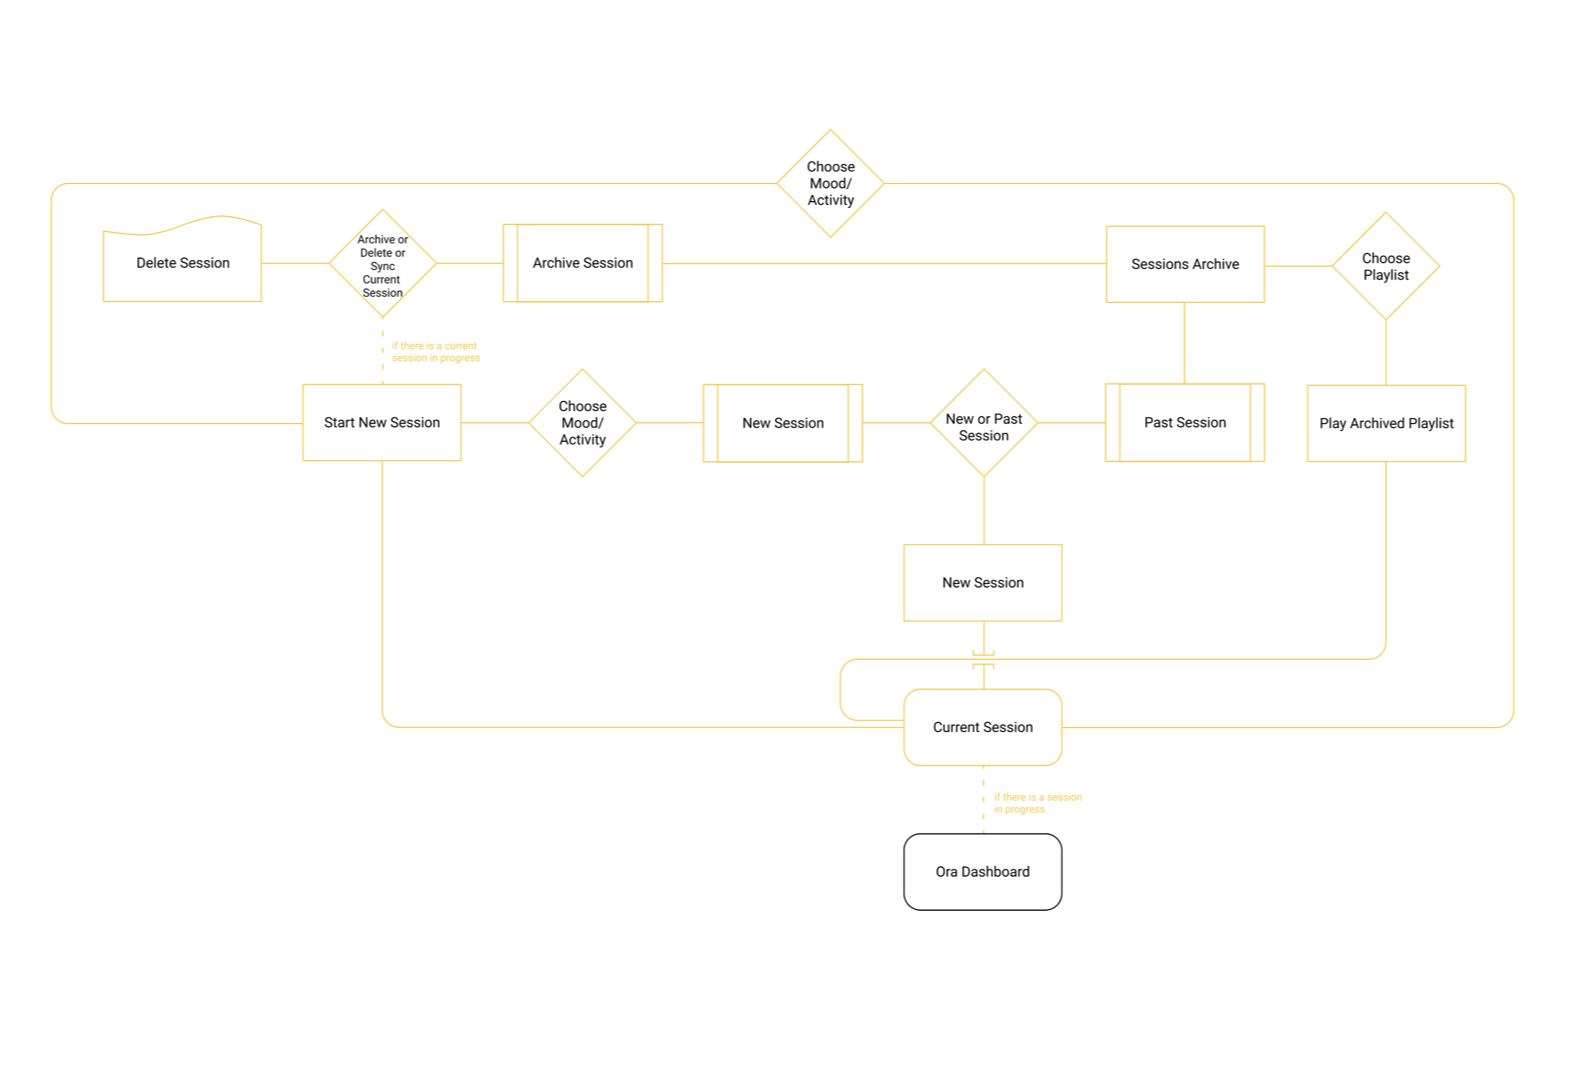 Choose
Mood/
Activity
Delete Session
Archive or
Delete or
Sync
Current
Session
Archive Session
Sessions Archive
Choose
Playlist
if there is a current
session in progress
Start New Session
Choose
Mood/
Activity
New Session
New or Past
Session
Past Session
Play Archived Playlist
New Session
Current Session
if there is a session
in progress
Ora Dashboard